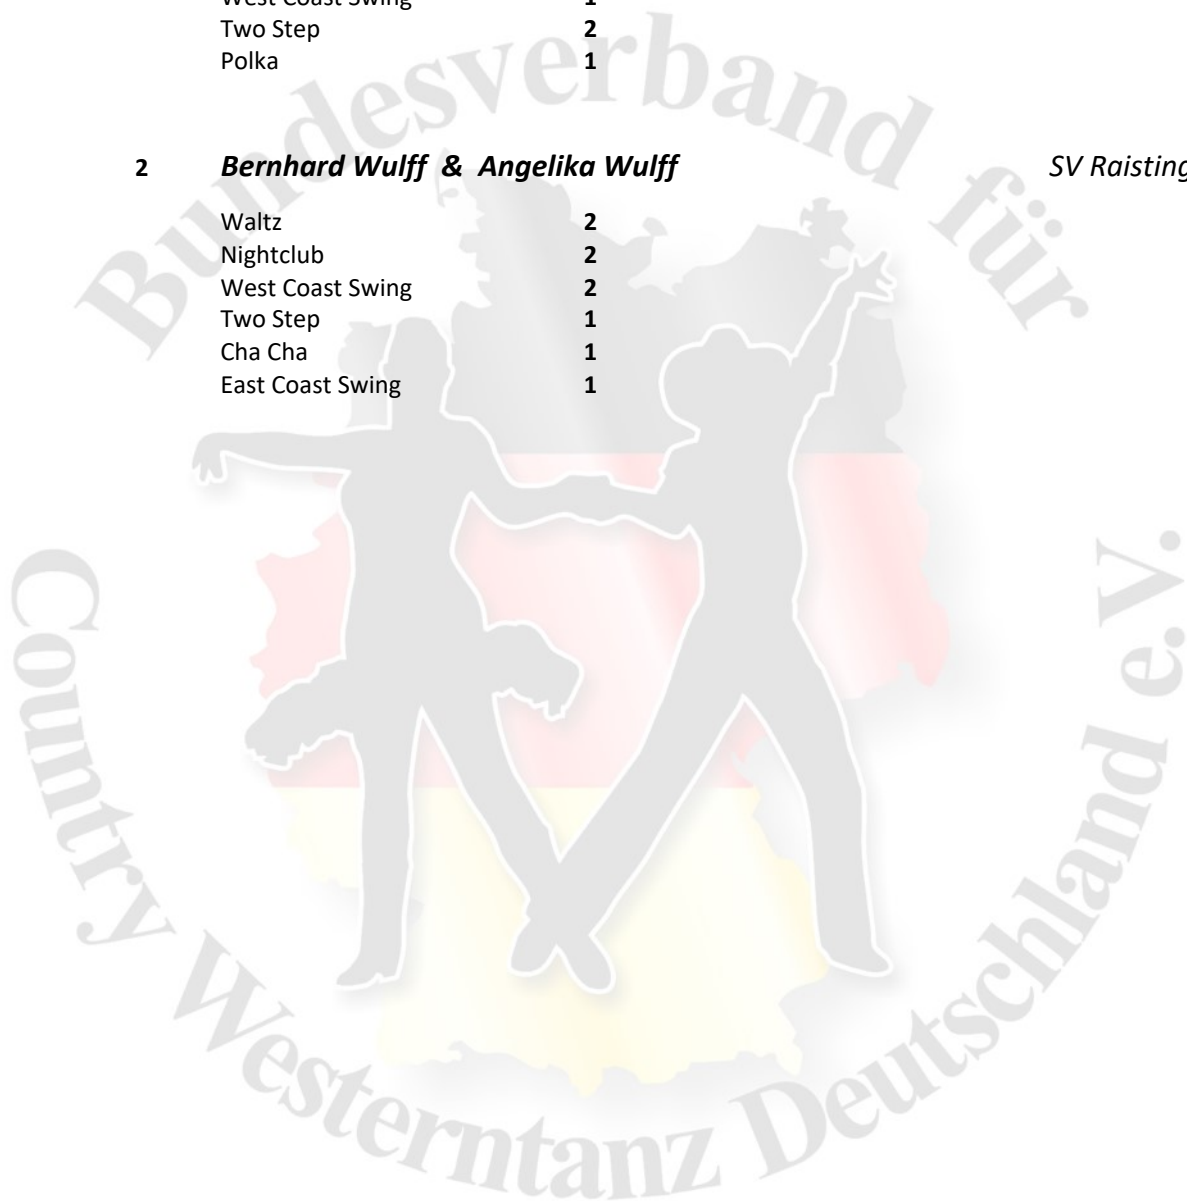 West Coast Swing 1
Two Step 2
Polka 1
2 Bernhard Wulff & Angelika Wulff SV Raisting
Waltz 2
Nightclub 2
West Coast Swing 2
Two Step 1
Cha Cha 1
East Coast Swing 1
Bundesverband für
Country Westerntanz Deutschland e.V.